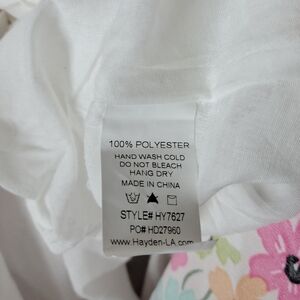 100% POLYESTER
HAND WASH COLD
DO NOT BLEACH
HANG DRY
MADE IN CHINA
STYLE# HY7627
PO# HD27960
www.Hayden-LA.com